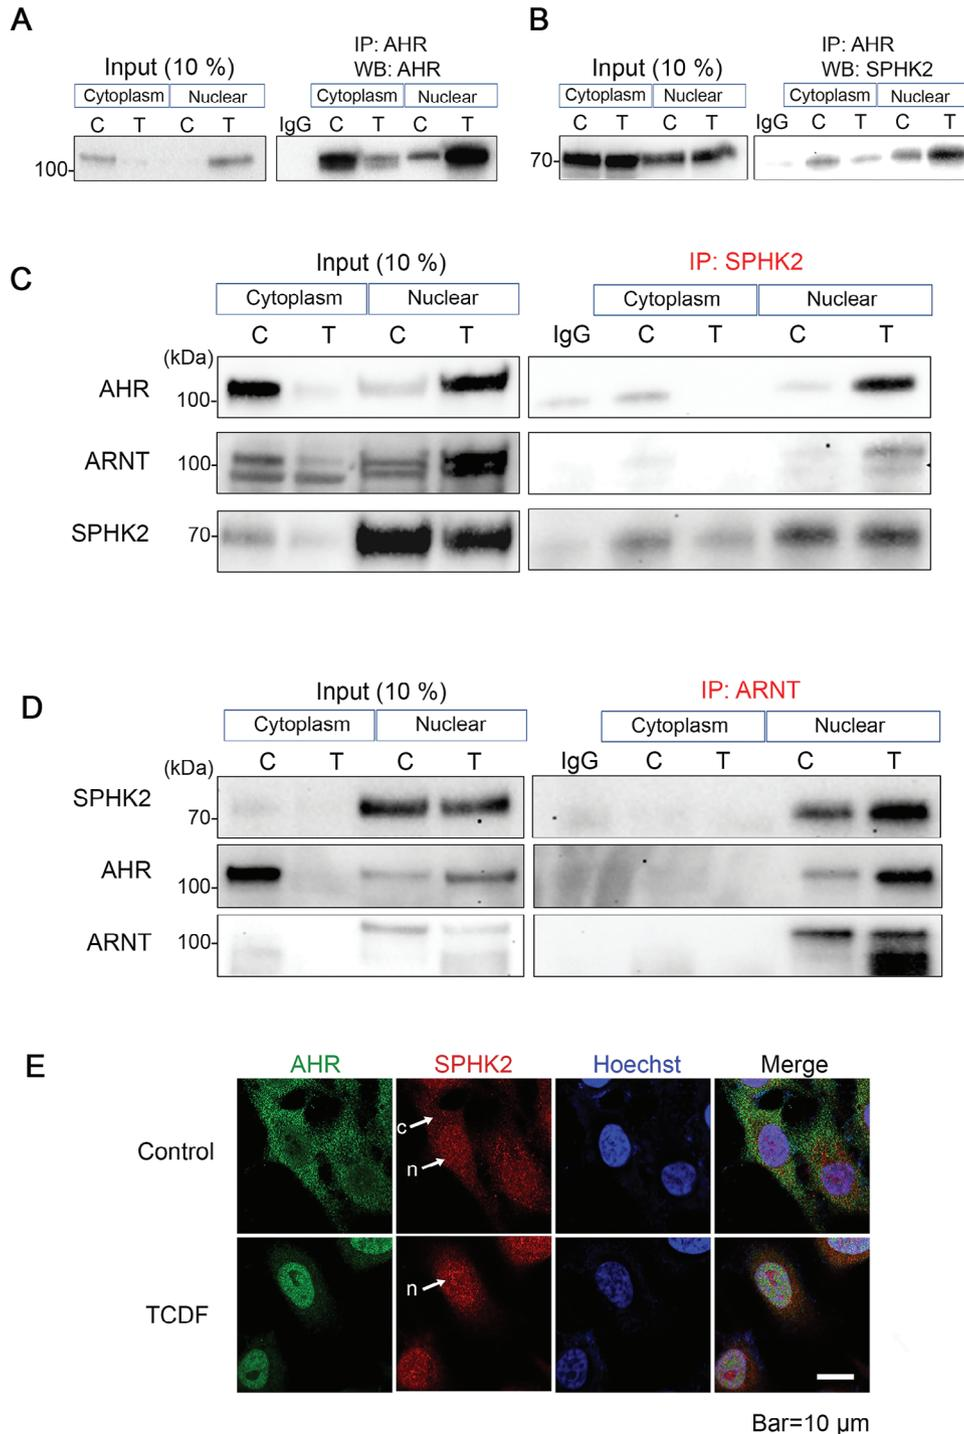 A
Input (10 %)
Cytoplasm Nuclear
C T C T
100-
IP: AHR
WB: AHR
Cytoplasm Nuclear
IgG C T C T
B
Input (10 %)
Cytoplasm Nuclear
C T C T
70-
IP: AHR
WB: SPHK2
Cytoplasm Nuclear
IgG C T C T
C
Input (10 %) IP: SPHK2
Cytoplasm Nuclear Cytoplasm Nuclear
C T C T IgG C T C T
(kDa)
AHR 100-
ARNT 100-
SPHK2 70-
D
Input (10 %) IP: ARNT
Cytoplasm Nuclear Cytoplasm Nuclear
C T C T IgG C T C T
(kDa)
SPHK2 70-
AHR 100-
ARNT 100-
E
AHR SPHK2 Hoechst Merge
Control c n
TCDF n
Bar=10 µm